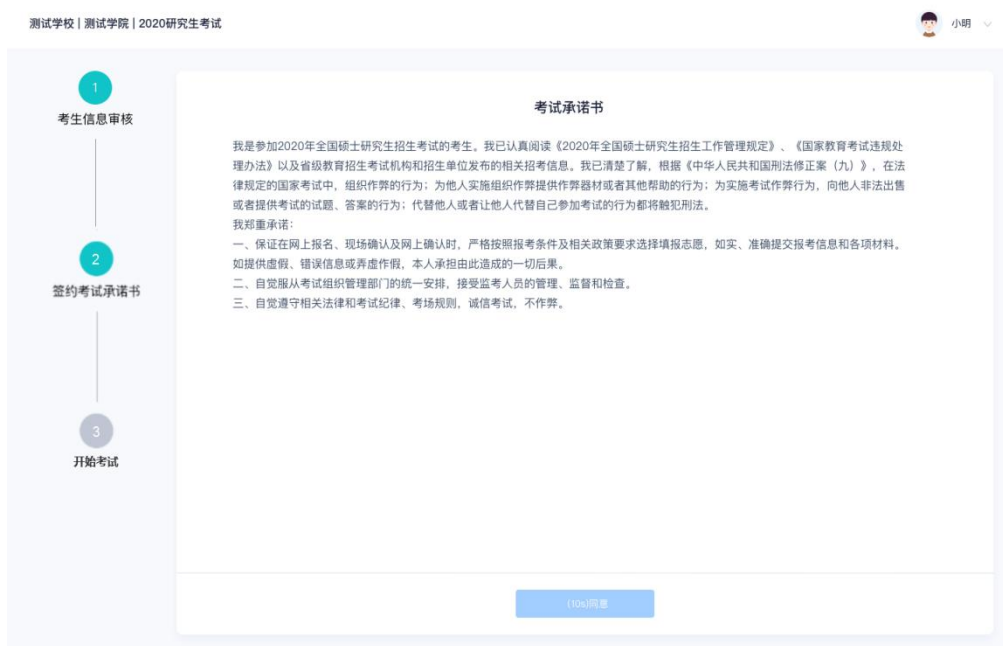 测试学校 | 测试学院 | 2020研究生考试
小明
1
考生信息审核
2
签约考试承诺书
3
开始考试
考试承诺书
我是参加2020年全国硕士研究生招生考试的考生。我已认真阅读《2020年全国硕士研究生招生工作管理规定》、《国家教育考试违规处
理办法》以及省级教育招生考试机构和招生单位发布的相关招考信息。我已清楚了解，根据《中华人民共和国刑法修正案（九）》，在法
律规定的国家考试中，组织作弊的行为；为他人实施组织作弊提供作弊器材或者其他帮助的行为；为实施考试作弊行为，向他人非法出售
或者提供考试的试题、答案的行为；代替他人或者让他人代替自己参加考试的行为都将触犯刑法。
我郑重承诺：
一、保证在网上报名、现场确认及网上确认时，严格按照报考条件及相关政策要求选择填报志愿，如实、准确提交报考信息和各项材料。
如提供虚假、错误信息或弄虚作假，本人承担由此造成的一切后果。
二、自觉服从考试组织管理部门的统一安排，接受监考人员的管理、监督和检查。
三、自觉遵守相关法律和考试纪律、考场规则，诚信考试，不作弊。
(10s)同意